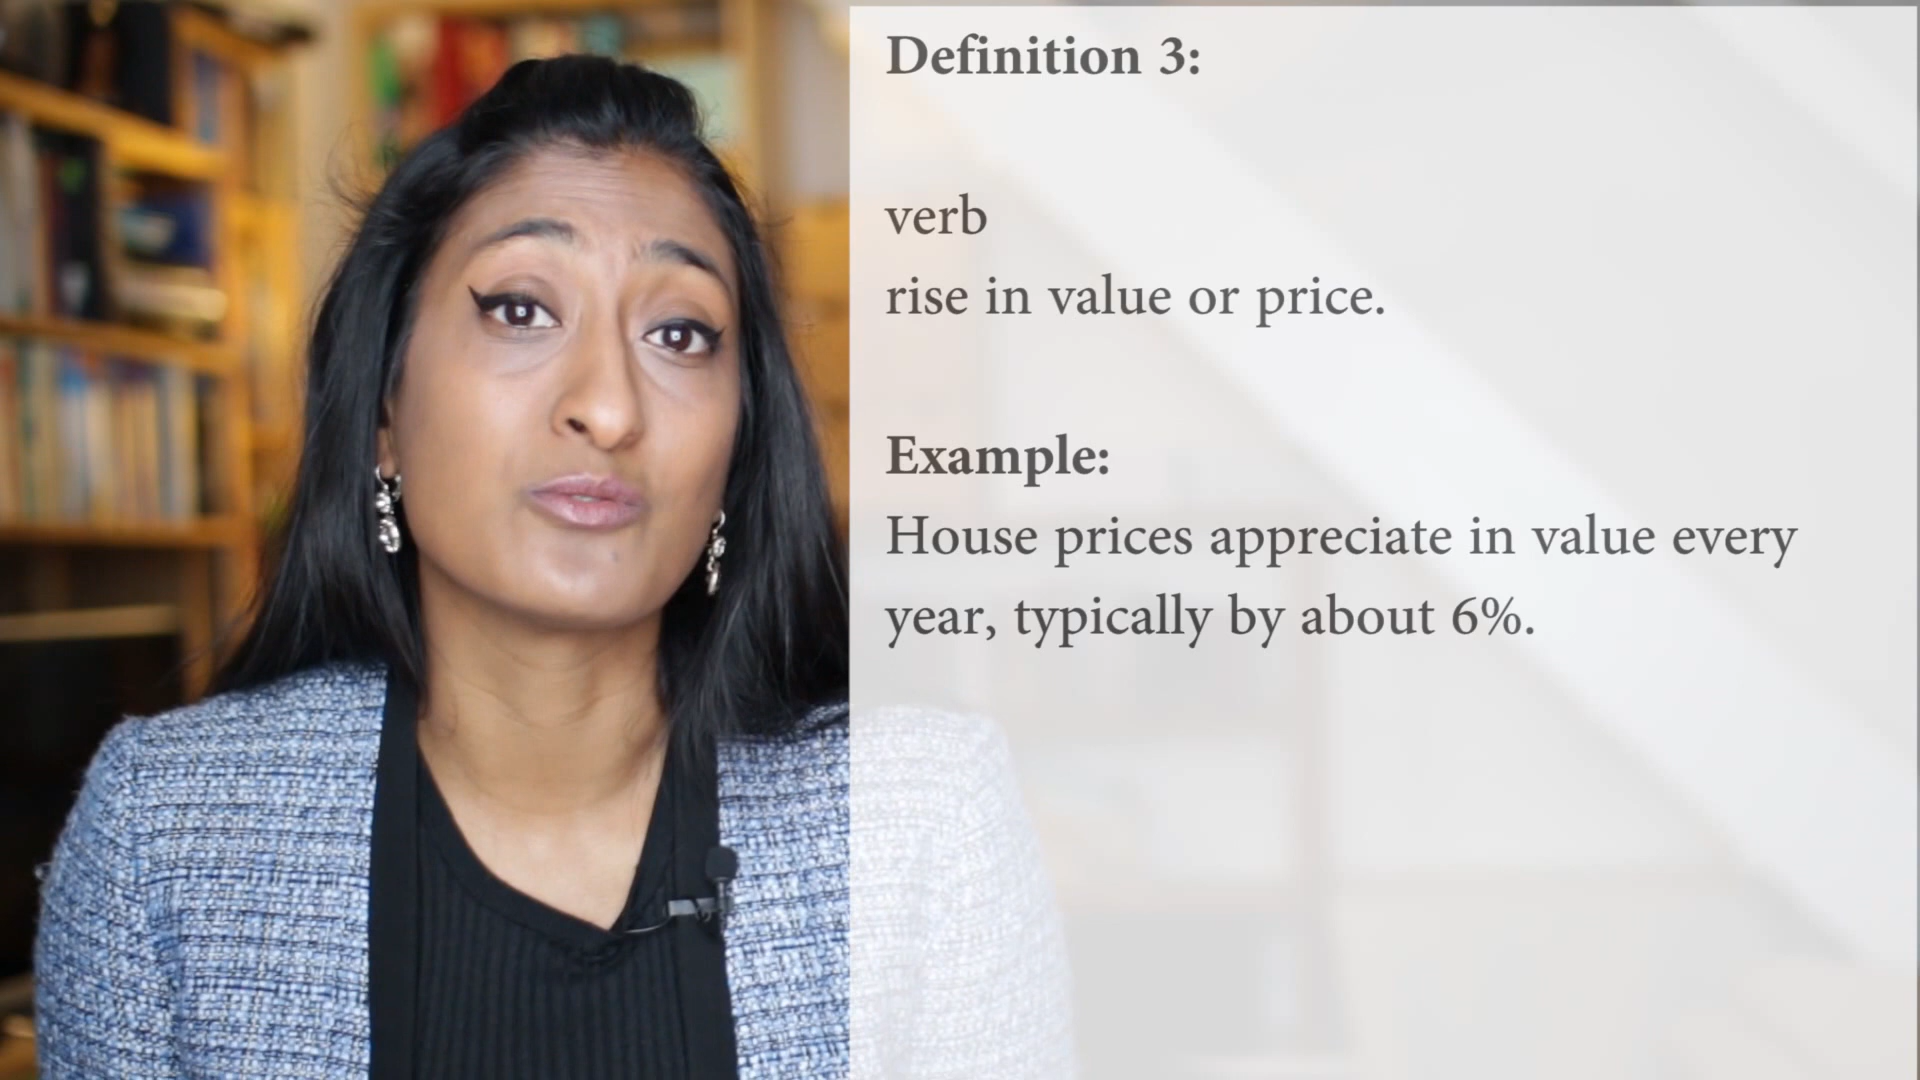 Definition 3:
verb
rise in value or price.
Example:
House prices appreciate in value every
year, typically by about 6%.